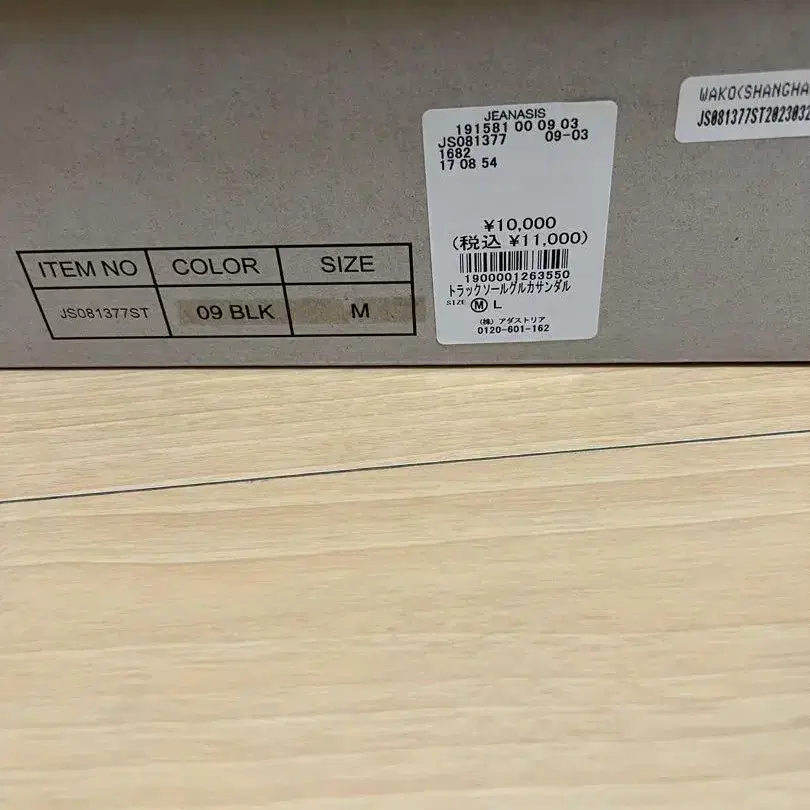 JEANASIS
191581 00 09 03
JS081377 09-03
1682
17 08 54
¥10,000
(税込 ¥11,000)
1900001263550
トラックソールグルカサンダル
SIZE Ⓜ L
(株) アダストリア
0120-601-162
ITEM NO COLOR SIZE
JS081377ST 09 BLK M
WAKO(SHANGHA
JS081377ST2023032